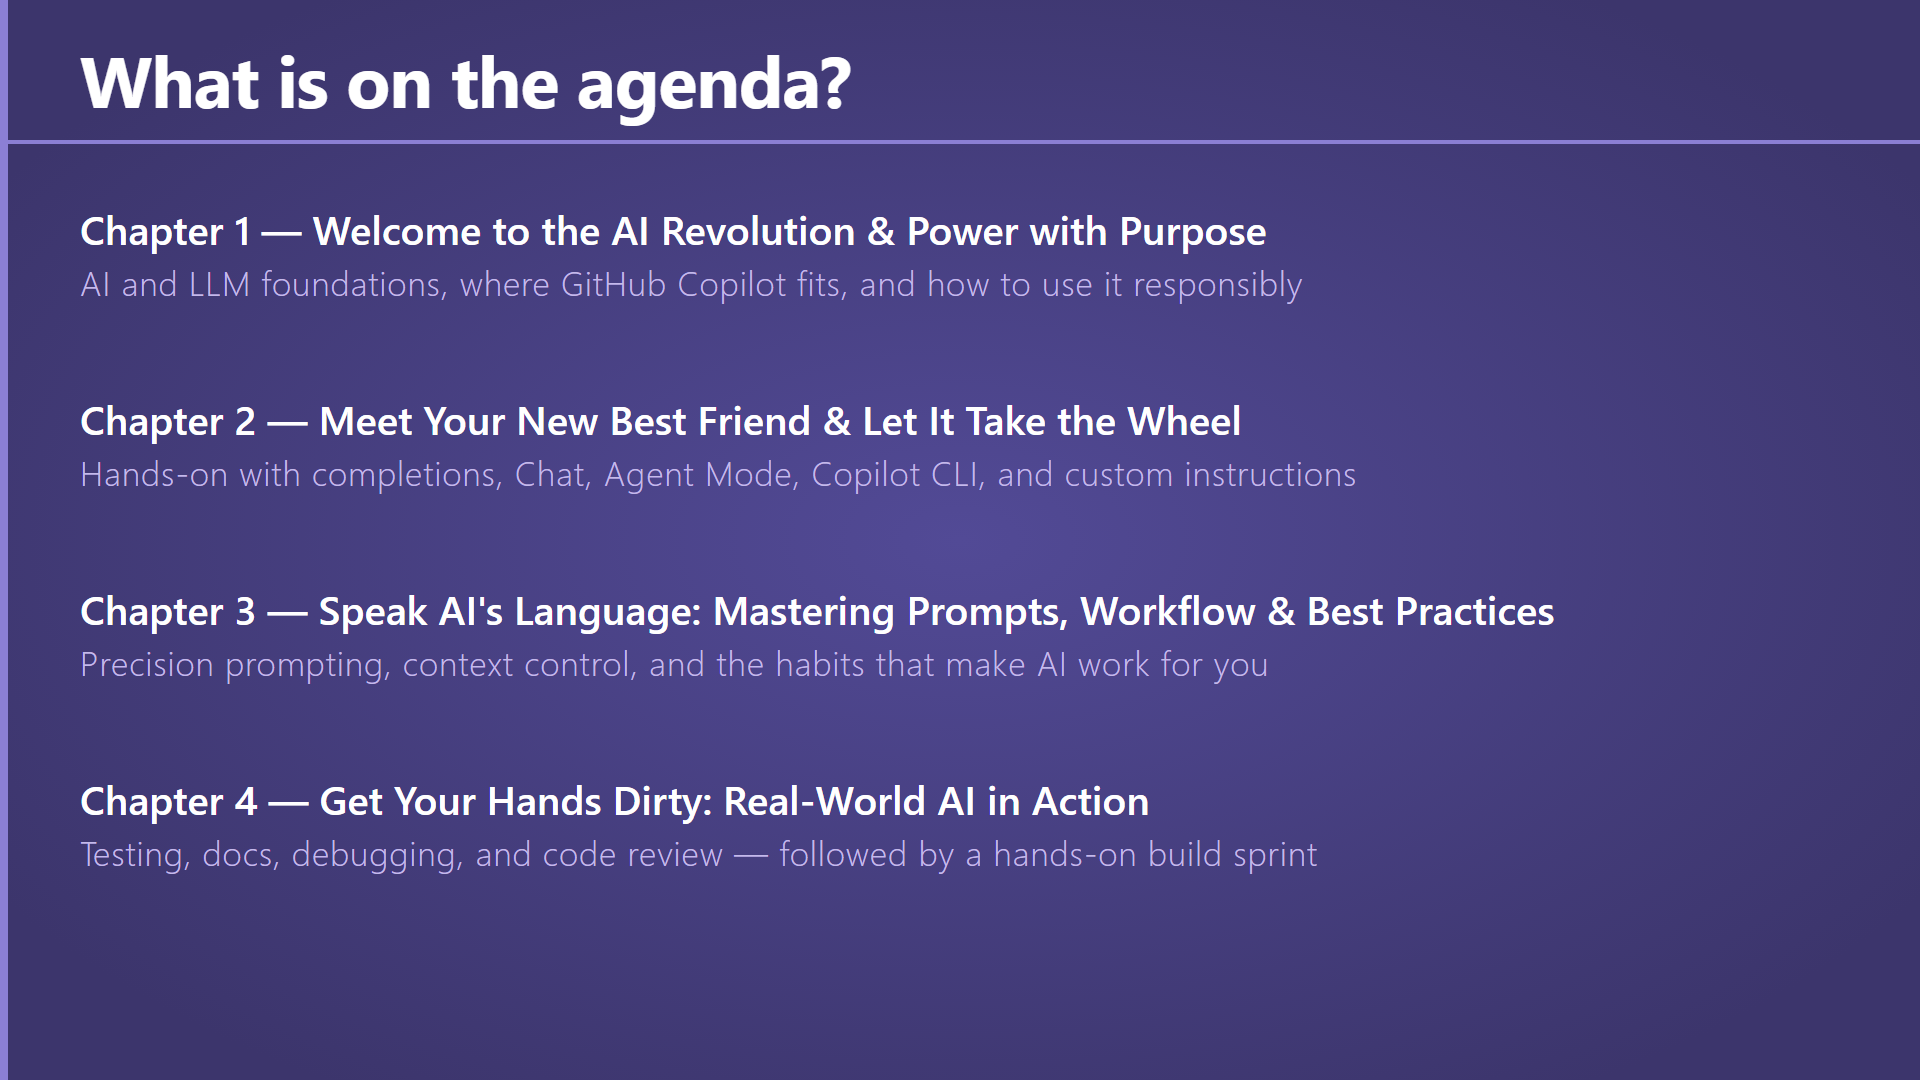 What is on the agenda?
Chapter 1 — Welcome to the AI Revolution & Power with Purpose
AI and LLM foundations, where GitHub Copilot fits, and how to use it responsibly
Chapter 2 — Meet Your New Best Friend & Let It Take the Wheel
Hands-on with completions, Chat, Agent Mode, Copilot CLI, and custom instructions
Chapter 3 — Speak AI's Language: Mastering Prompts, Workflow & Best Practices
Precision prompting, context control, and the habits that make AI work for you
Chapter 4 — Get Your Hands Dirty: Real-World AI in Action
Testing, docs, debugging, and code review — followed by a hands-on build sprint